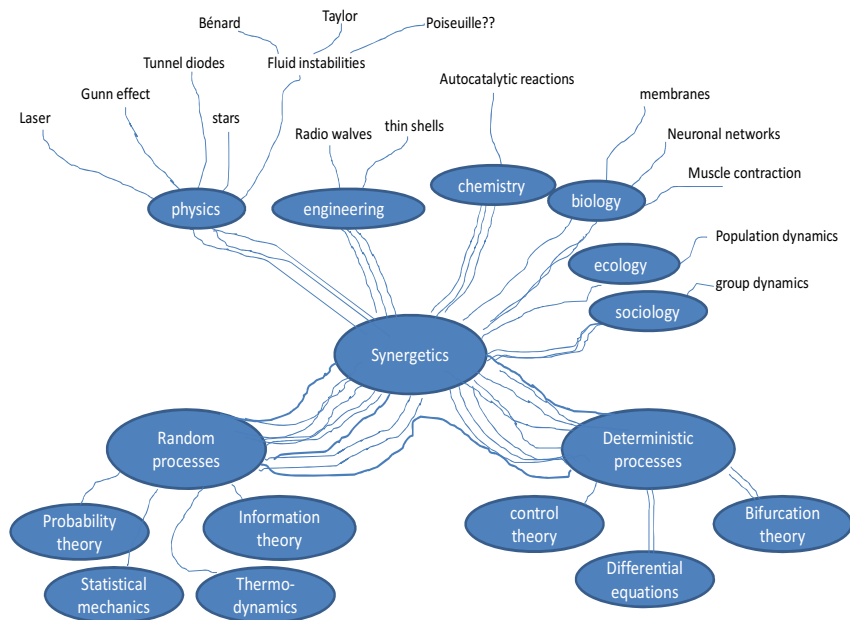 Bénard
Taylor
Poiseuille??
Tunnel diodes
Fluid instabilities
Gunn effect
Laser
stars
Radio walves
thin shells
Autocatalytic reactions
membranes
Neuronal networks
Muscle contraction
physics
engineering
chemistry
biology
Population dynamics
ecology
group dynamics
sociology
Synergetics
Random
processes
Deterministic
processes
Probability
theory
Information
theory
Statistical
mechanics
Thermo-
dynamics
control
theory
Bifurcation
theory
Differential
equations